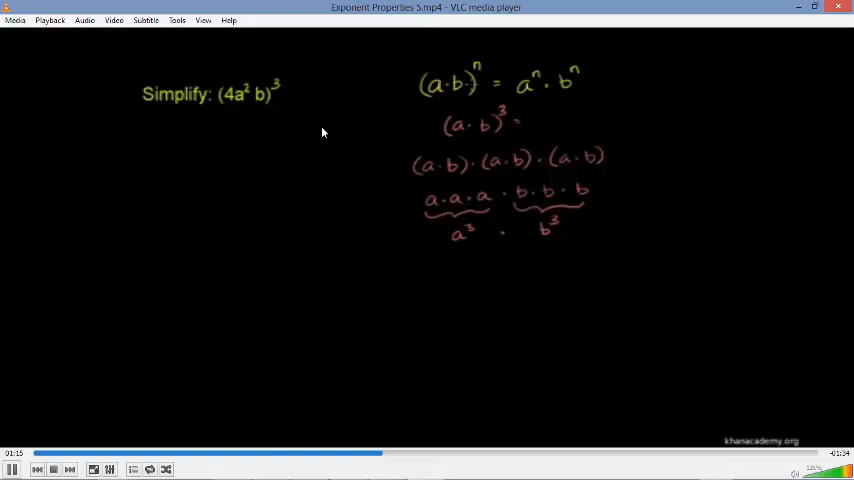 Exponent Properties 5.mp4 - VLC media player
Media Playback Audio Video Subtitle Tools View Help
Simplify: (4a² b)³
(a·b)ⁿ = aⁿ · bⁿ
(a·b)³ =
(a·b)·(a·b)·(a·b)
a·a·a · b·b·b
a³ · b³
khanacademy.org
01:15
-01:34
125%